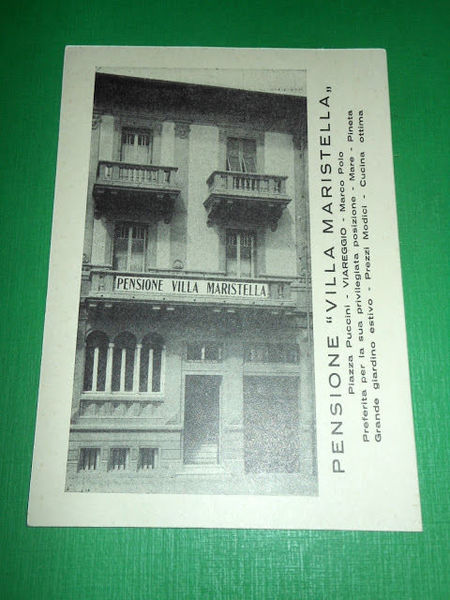 PENSIONE VILLA MARISTELLA
PENSIONE "VILLA MARISTELLA„
Piazza Puccini - VIAREGGIO - Marco Polo
Preferita per la sua privilegiata posizione - Mare - Pineta
Grande giardino estivo - Prezzi Modici - Cucina ottima